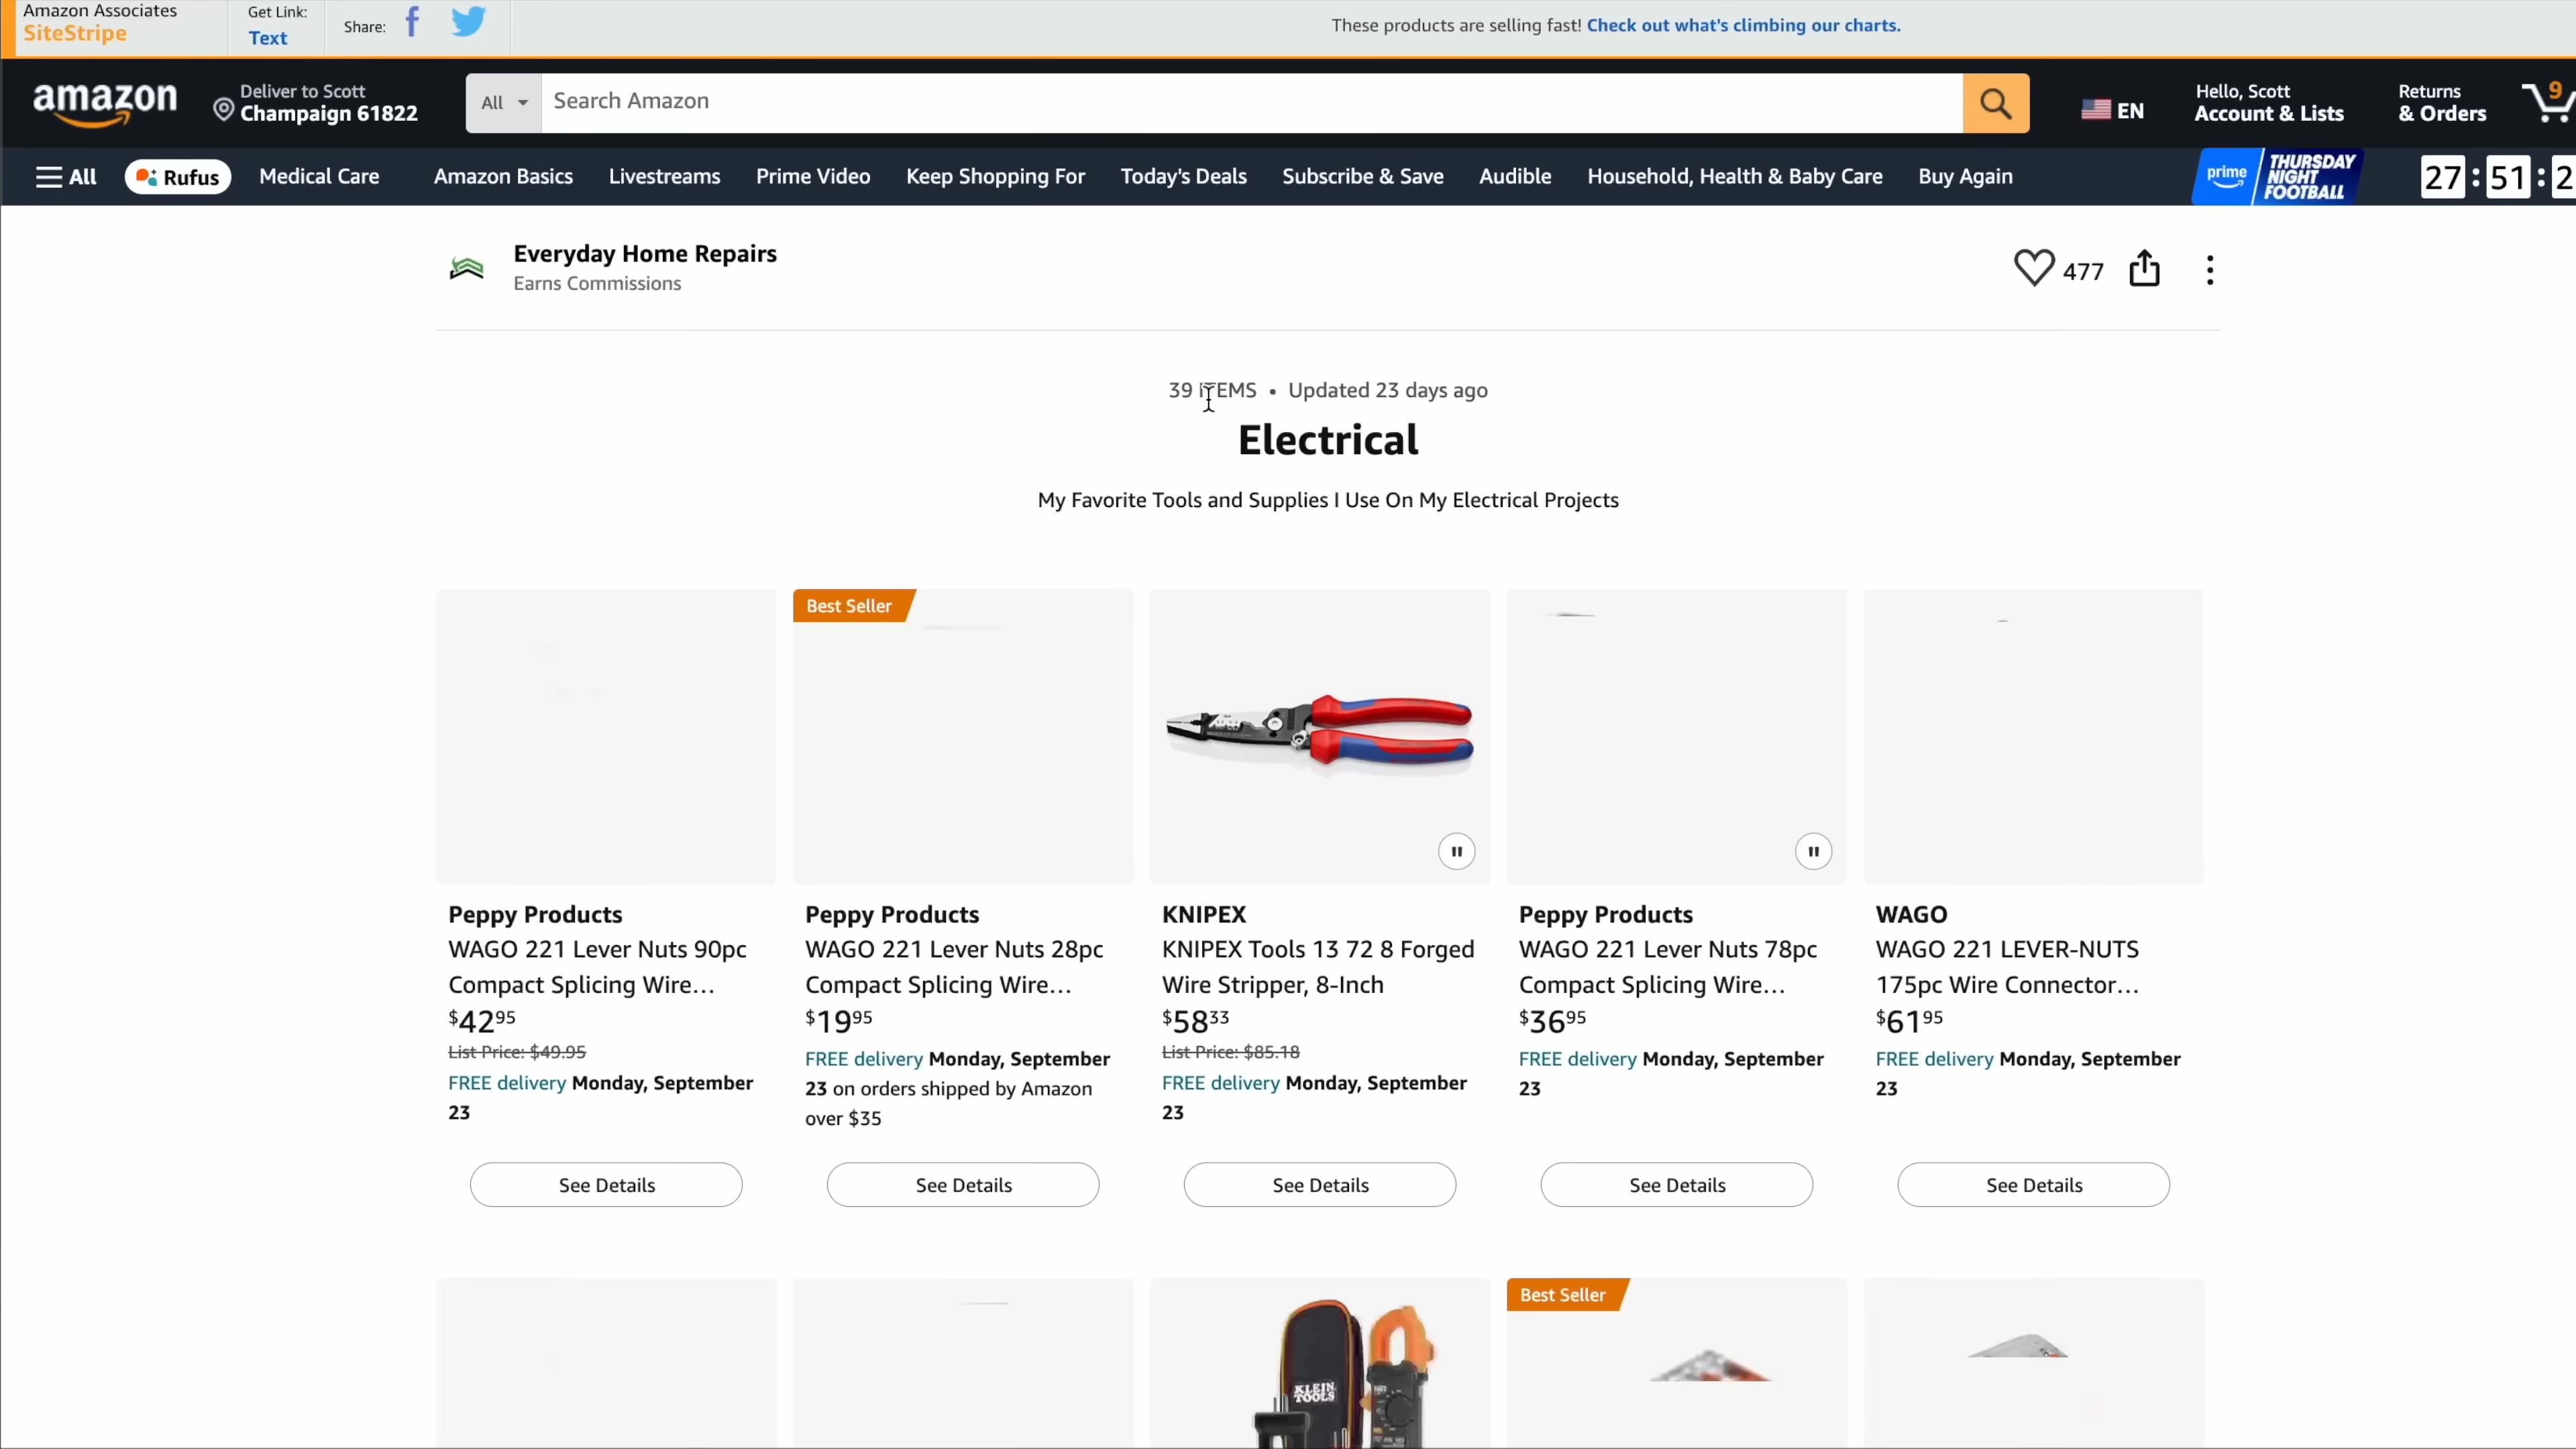 Amazon Associates
SiteStripe
Get Link:
Text
Share:
These products are selling fast! Check out what's climbing our charts.
amazon
Deliver to Scott
Champaign 61822
All
Search Amazon
EN
Hello, Scott
Account & Lists
Returns
& Orders
9
All
Rufus
Medical Care
Amazon Basics
Livestreams
Prime Video
Keep Shopping For
Today's Deals
Subscribe & Save
Audible
Household, Health & Baby Care
Buy Again
prime
THURSDAY
NIGHT
FOOTBALL
27 : 51 : 2
Everyday Home Repairs
Earns Commissions
477
39 ITEMS • Updated 23 days ago
Electrical
My Favorite Tools and Supplies I Use On My Electrical Projects
Best Seller
Peppy Products
WAGO 221 Lever Nuts 90pc
Compact Splicing Wire...
$4295
List Price: $49.95
FREE delivery Monday, September
23
See Details
Peppy Products
WAGO 221 Lever Nuts 28pc
Compact Splicing Wire...
$1995
FREE delivery Monday, September
23 on orders shipped by Amazon
over $35
See Details
KNIPEX
KNIPEX Tools 13 72 8 Forged
Wire Stripper, 8-Inch
$5833
List Price: $85.18
FREE delivery Monday, September
23
See Details
Peppy Products
WAGO 221 Lever Nuts 78pc
Compact Splicing Wire...
$3695
FREE delivery Monday, September
23
See Details
WAGO
WAGO 221 LEVER-NUTS
175pc Wire Connector...
$6195
FREE delivery Monday, September
23
See Details
KLEIN
TOOLS
Best Seller